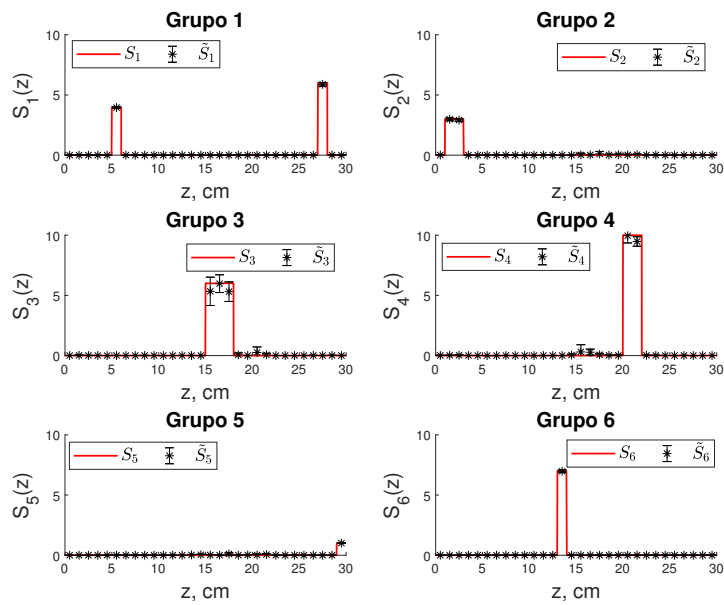 Grupo 1
S₁ S̃₁
S₁(z)
10
5
0
0 5 10 15 20 25 30
z, cm
Grupo 2
S₂ S̃₂
S₂(z)
10
5
0
0 5 10 15 20 25 30
z, cm
Grupo 3
S₃ S̃₃
S₃(z)
10
5
0
0 5 10 15 20 25 30
z, cm
Grupo 4
S₄ S̃₄
S₄(z)
10
5
0
0 5 10 15 20 25 30
z, cm
Grupo 5
S₅ S̃₅
S₅(z)
10
5
0
0 5 10 15 20 25 30
z, cm
Grupo 6
S₆ S̃₆
S₆(z)
10
5
0
0 5 10 15 20 25 30
z, cm